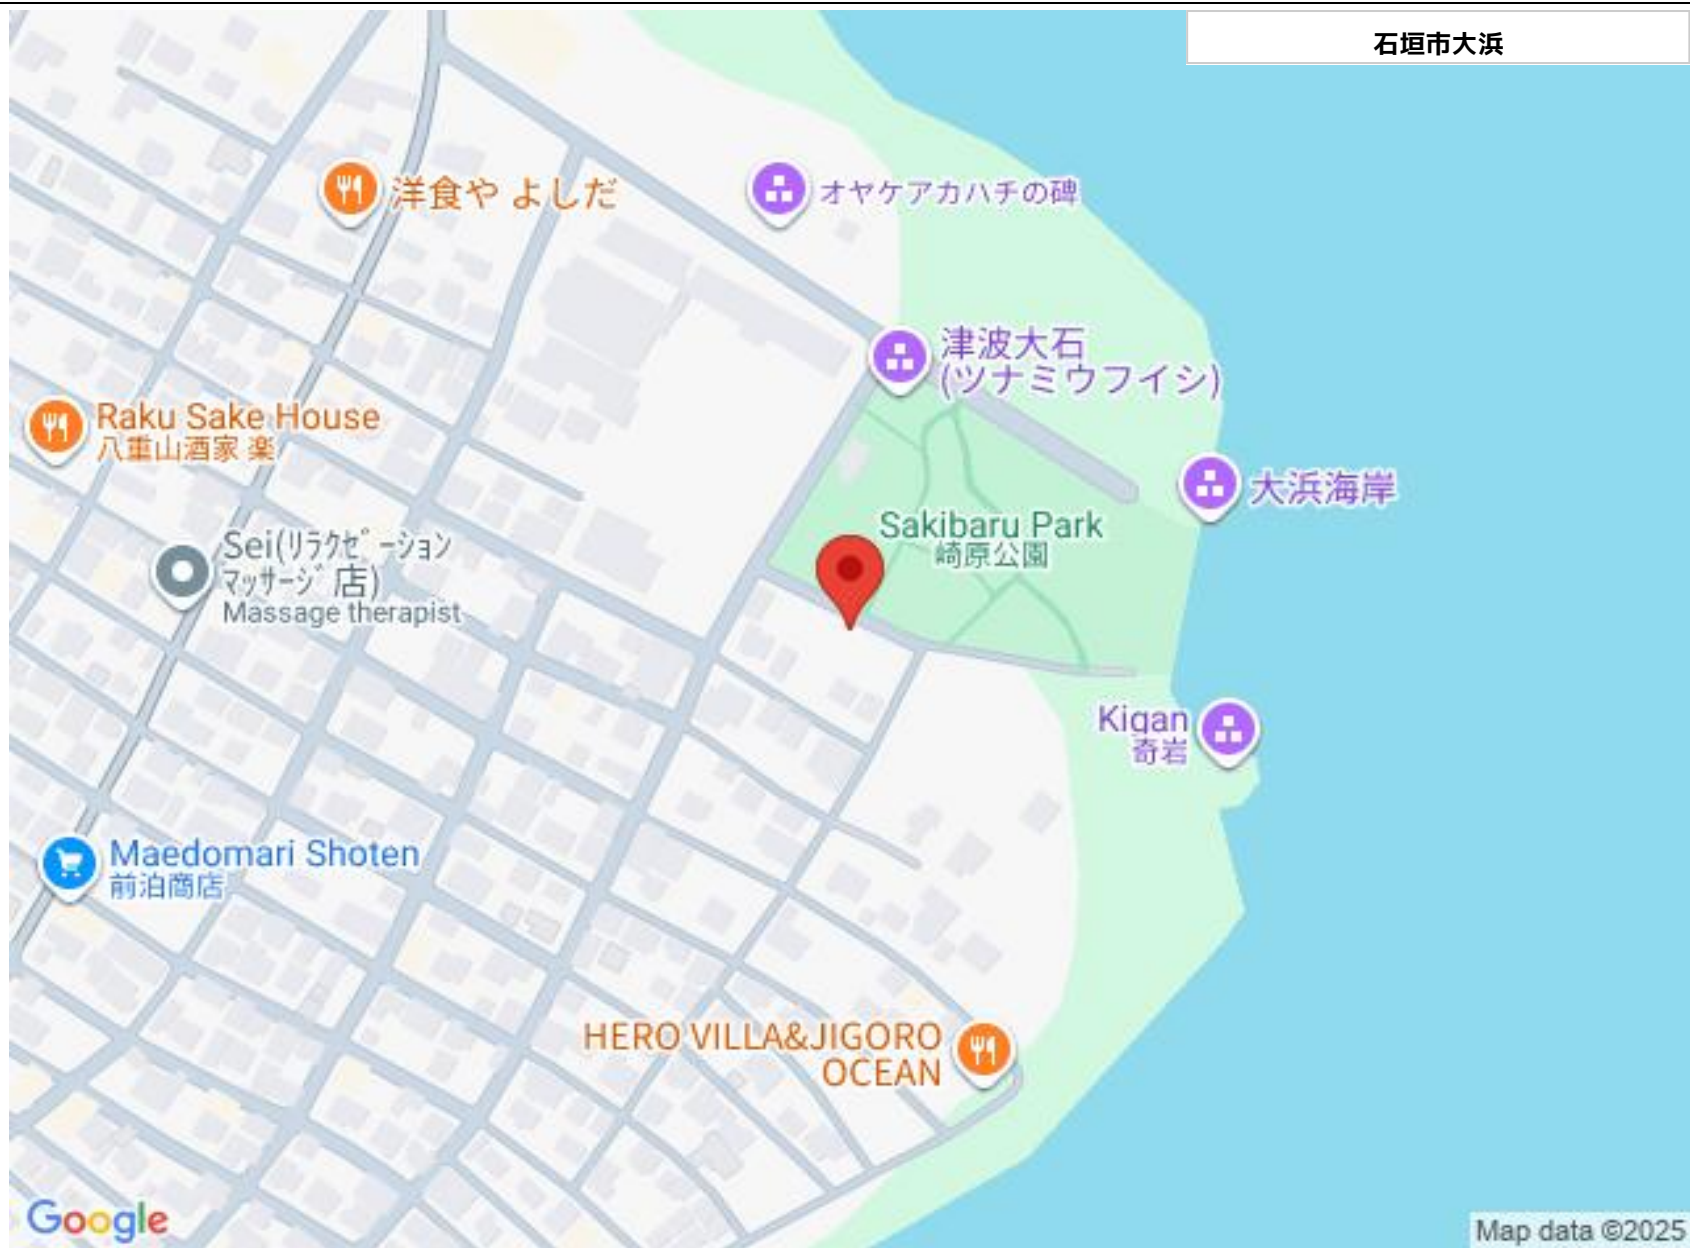 石垣市大浜
洋食や よしだ
オヤケアカハチの碑
津波大石
(ツナミウフイシ)
Raku Sake House
八重山酒家 楽
大浜海岸
Sakibaru Park
崎原公園
Sei(ﾘﾗｸｾﾞｰｼｮﾝ
ﾏｯｻｰｼﾞ店)
Massage therapist
Kigan
奇岩
Maedomari Shoten
前泊商店
HERO VILLA&JIGORO
OCEAN
Google
Map data ©2025